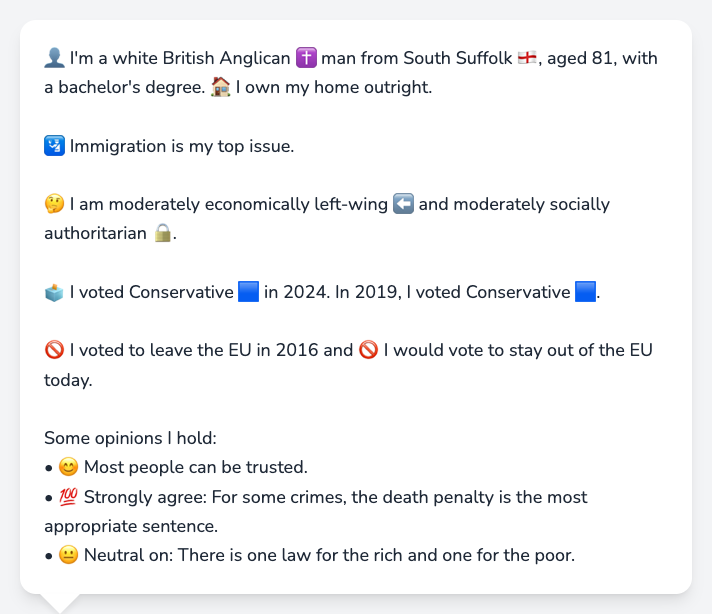 👤 I'm a white British Anglican ✝️ man from South Suffolk 🏴󠁧󠁢󠁥󠁮󠁧󠁿, aged 81, with
a bachelor's degree. 🏠 I own my home outright.
🛂 Immigration is my top issue.
🤔 I am moderately economically left-wing ⬅️ and moderately socially
authoritarian 🔒.
🗳️ I voted Conservative 🟦 in 2024. In 2019, I voted Conservative 🟦.
🚫 I voted to leave the EU in 2016 and 🚫 I would vote to stay out of the EU
today.
Some opinions I hold:
• 😊 Most people can be trusted.
• 💯 Strongly agree: For some crimes, the death penalty is the most
appropriate sentence.
• 😐 Neutral on: There is one law for the rich and one for the poor.